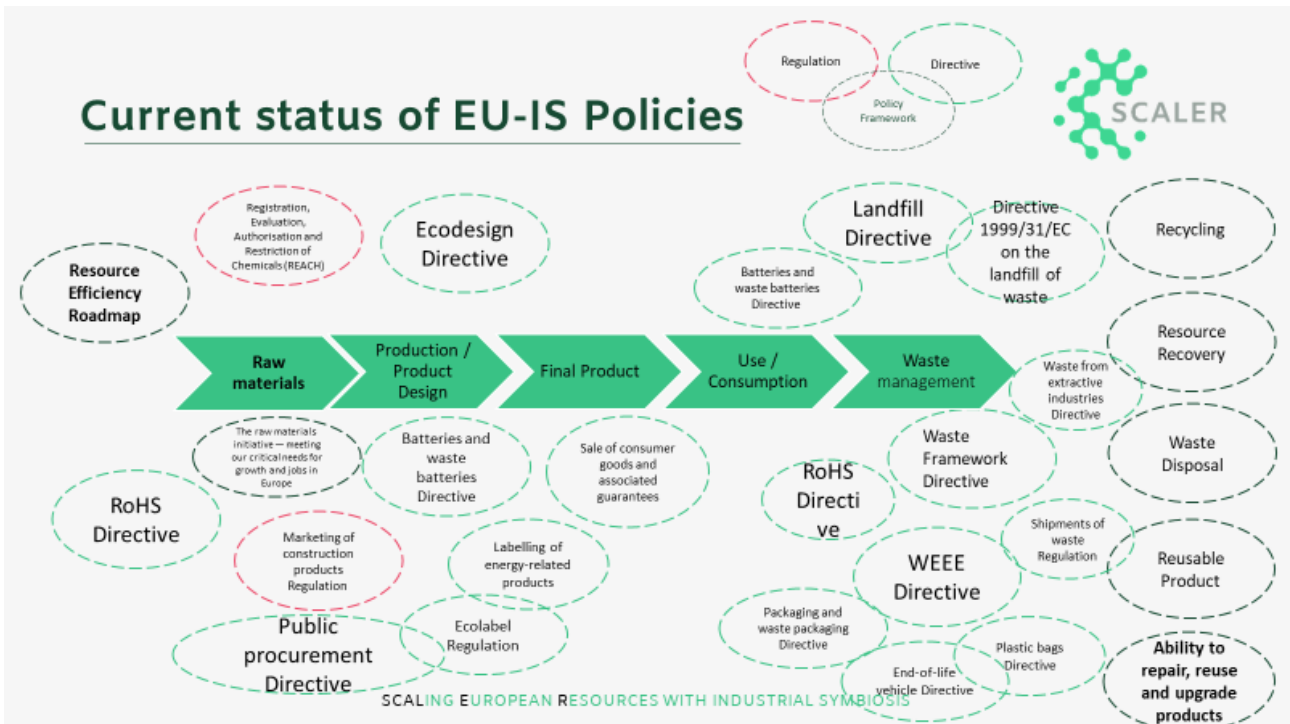 Regulation
Directive
Policy
Framework
Current status of EU-IS Policies
SCALER
Registration,
Evaluation,
Authorisation and
Restriction of
Chemicals (REACH)
Ecodesign
Directive
Landfill
Directive
Directive
1999/31/EC
on the
landfill of
waste
Recycling
Resource
Efficiency
Roadmap
Batteries and
waste batteries
Directive
Resource
Recovery
Raw
materials
Production /
Product
Design
Final Product
Use /
Consumption
Waste
management
Waste from
extractive
industries
Directive
The raw materials
initiative — meeting
our critical needs for
growth and jobs in
Europe
Batteries and
waste
batteries
Directive
Sale of consumer
goods and
associated
guarantees
Waste
Framework
Directive
Waste
Disposal
RoHS
Directive
RoHS
Directi
ve
Marketing of
construction
products
Regulation
Labelling of
energy-related
products
WEEE
Directive
Shipments of
waste
Regulation
Reusable
Product
Public
procurement
Directive
Ecolabel
Regulation
Packaging and
waste packaging
Directive
End-of-life
vehicle Directive
Plastic bags
Directive
Ability to
repair, reuse
and upgrade
products
SCALING EUROPEAN RESOURCES WITH INDUSTRIAL SYMBIOSIS